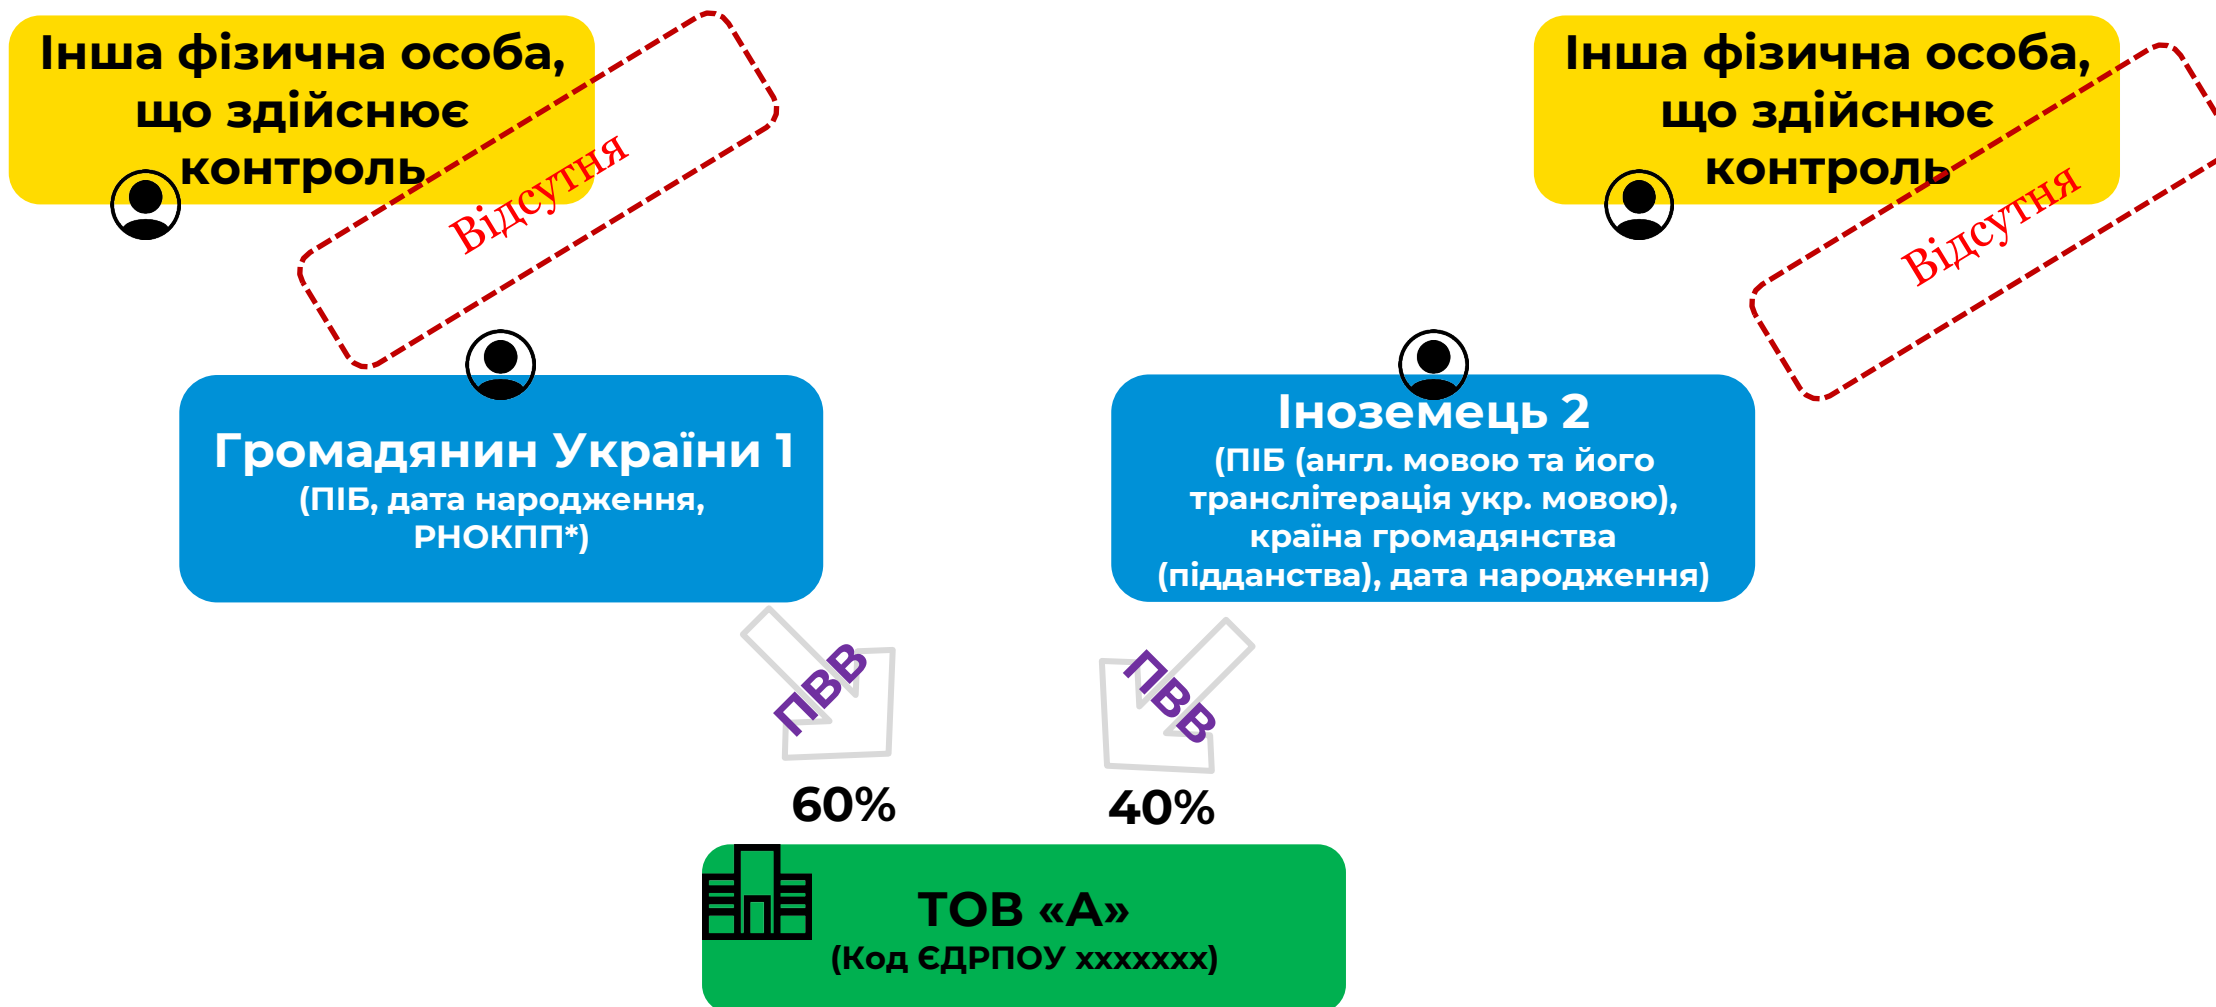 Інша фізична особа,
що здійснює
контроль
Відсутня
Інша фізична особа,
що здійснює
контроль
Відсутня
Громадянин України 1
(ПІБ, дата народження,
РНОКПП*)
Іноземець 2
(ПІБ (англ. мовою та його
транслітерація укр. мовою),
країна громадянства
(підданства), дата народження)
ПВВ
ПВВ
60%
40%
ТОВ «А»
(Код ЄДРПОУ xxxxxxx)